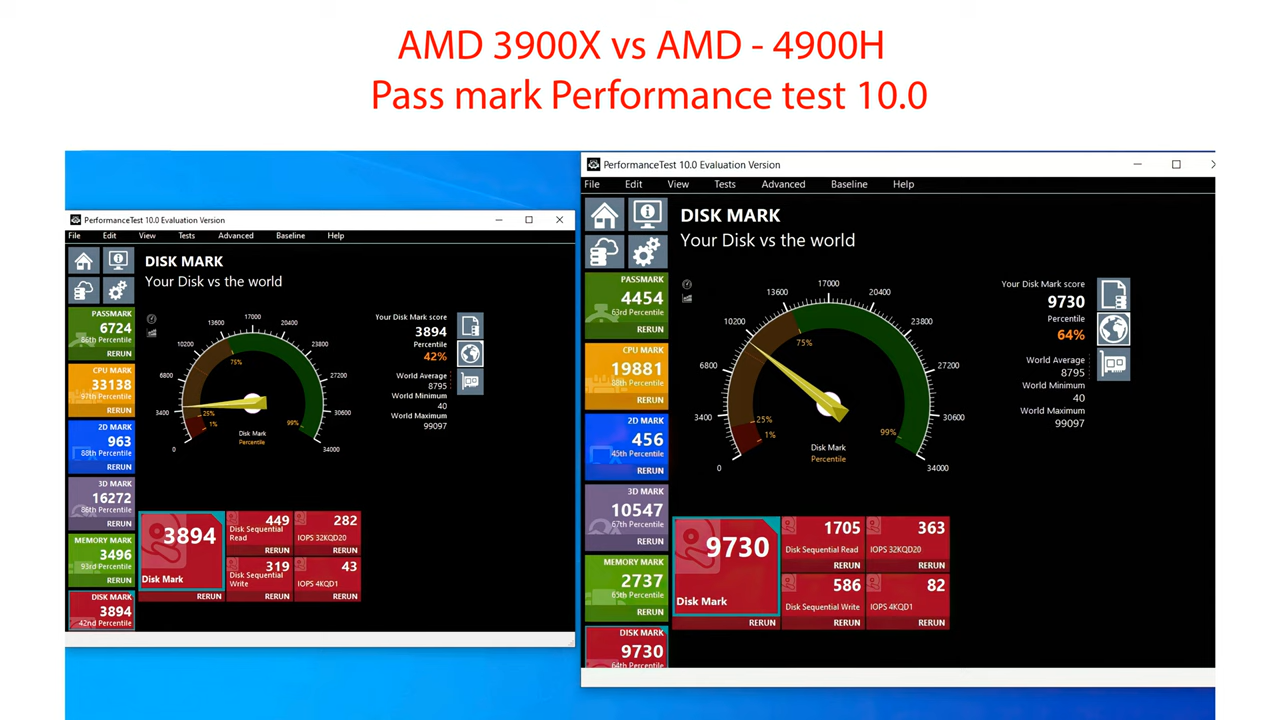 AMD 3900X vs AMD - 4900H
Pass mark Performance test 10.0
PerformanceTest 10.0 Evaluation Version
File Edit View Tests Advanced Baseline Help
DISK MARK
Your Disk vs the world
PASSMARK
6724
86th Percentile
RERUN
CPU MARK
33138
97th Percentile
RERUN
2D MARK
963
88th Percentile
RERUN
3D MARK
16272
86th Percentile
RERUN
MEMORY MARK
3496
93rd Percentile
RERUN
DISK MARK
3894
42nd Percentile
0
3400
6800
10200
13600
17000
20400
23800
27200
30600
34000
1%
25%
75%
99%
Disk Mark
Percentile
Your Disk Mark score
3894
Percentile
42%
World Average
8795
World Minimum
40
World Maximum
99097
3894
Disk Mark
RERUN
449
Disk Sequential
Read
RERUN
282
IOPS 32KQD20
RERUN
319
Disk Sequential
Write
RERUN
43
IOPS 4KQD1
RERUN
PerformanceTest 10.0 Evaluation Version
File Edit View Tests Advanced Baseline Help
DISK MARK
Your Disk vs the world
PASSMARK
4454
63rd Percentile
RERUN
CPU MARK
19881
88th Percentile
RERUN
2D MARK
456
45th Percentile
RERUN
3D MARK
10547
67th Percentile
RERUN
MEMORY MARK
2737
65th Percentile
RERUN
DISK MARK
9730
64th Percentile
0
3400
6800
10200
13600
17000
20400
23800
27200
30600
34000
1%
25%
75%
99%
Disk Mark
Percentile
Your Disk Mark score
9730
Percentile
64%
World Average
8795
World Minimum
40
World Maximum
99097
9730
Disk Mark
RERUN
1705
Disk Sequential Read
RERUN
363
IOPS 32KQD20
RERUN
586
Disk Sequential Write
RERUN
82
IOPS 4KQD1
RERUN